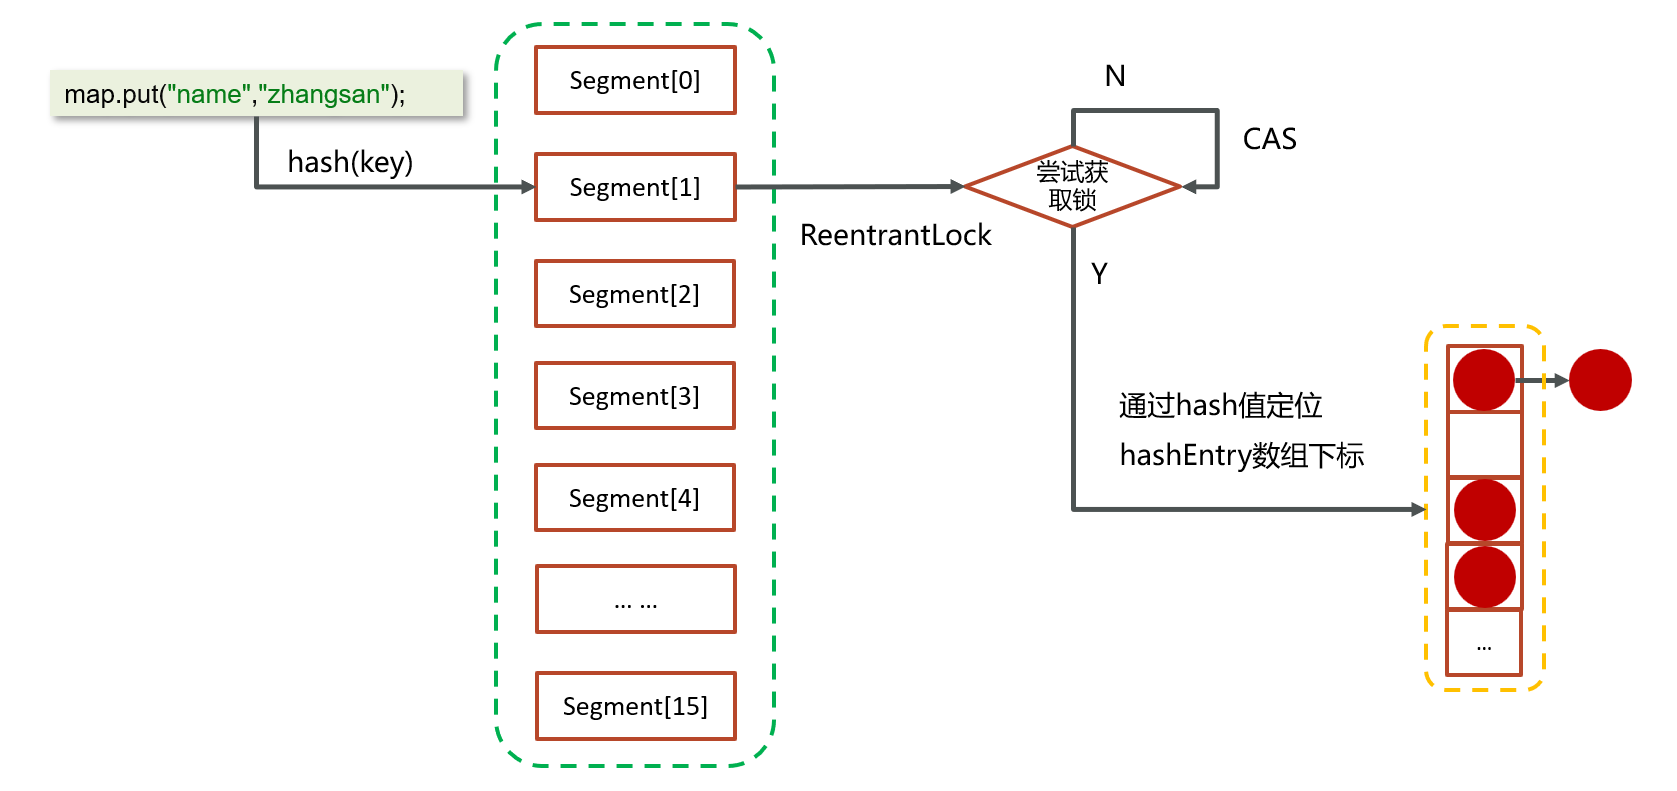 map.put("name","zhangsan");
hash(key)
Segment[0]
Segment[1]
Segment[2]
Segment[3]
Segment[4]
... ...
Segment[15]
ReentrantLock
尝试获
取锁
N
CAS
Y
通过hash值定位
hashEntry数组下标
...